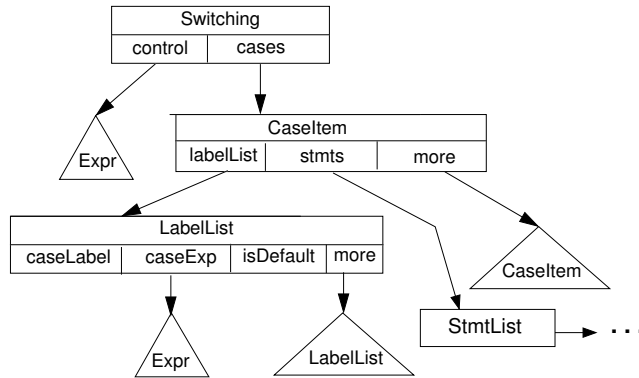 Switching
control cases
Expr
CaseItem
labelList stmts more
LabelList
caseLabel caseExp isDefault more
CaseItem
StmtList ...
Expr
LabelList